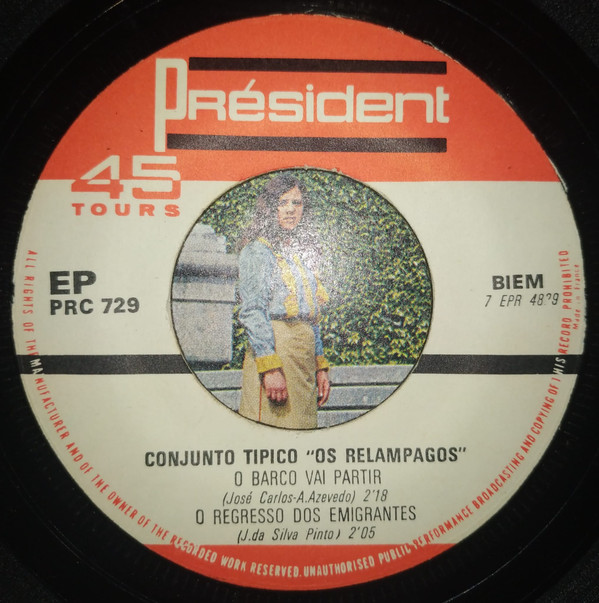 Président
45
TOURS
EP
PRC 729
BIEM
7 EPR
Made in France
CONJUNTO TIPICO "OS RELAMPAGOS"
O BARCO VAI PARTIR
(José Carlos-A.Azevedo) 2'18
O REGRESSO DOS EMIGRANTES
(J.da Silva Pinto) 2'05
ALL RIGHTS OF THE MANUFACTURER AND OF THE OWNER OF THE RECORDED WORK RESERVED. UNAUTHORISED PUBLIC PERFORMANCE BROADCASTING AND COPYING OF THIS RECORD PROHIBITED